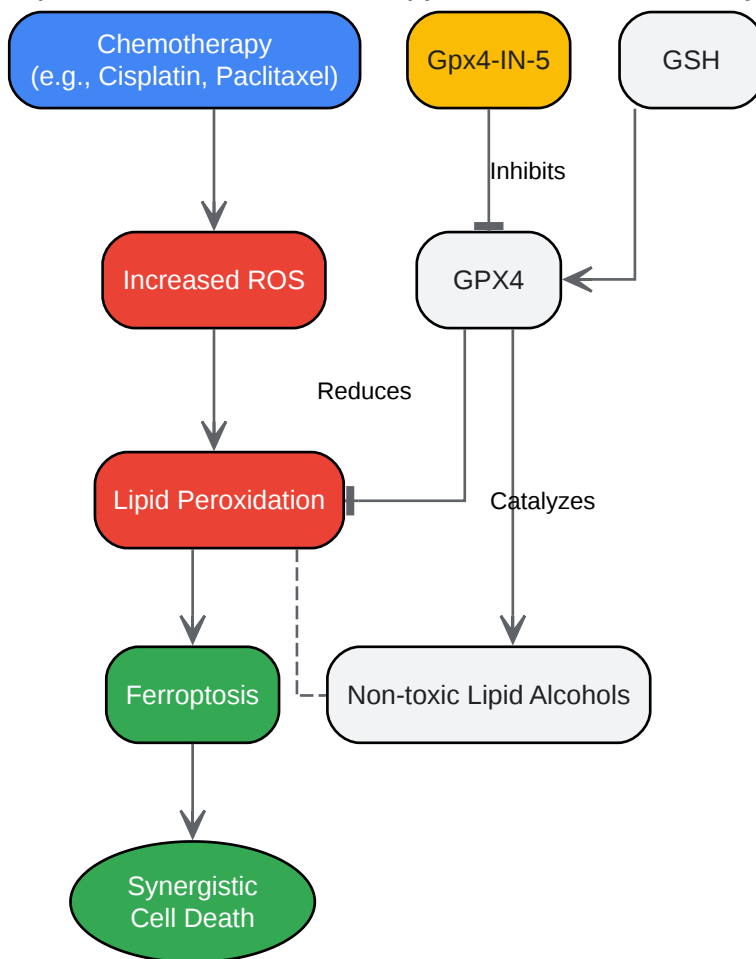 Chemotherapy
(e.g., Cisplatin, Paclitaxel)
Gpx4-IN-5
GSH
Inhibits
Increased ROS
GPX4
Reduces
Lipid Peroxidation
Catalyzes
Ferroptosis
Non-toxic Lipid Alcohols
Synergistic
Cell Death